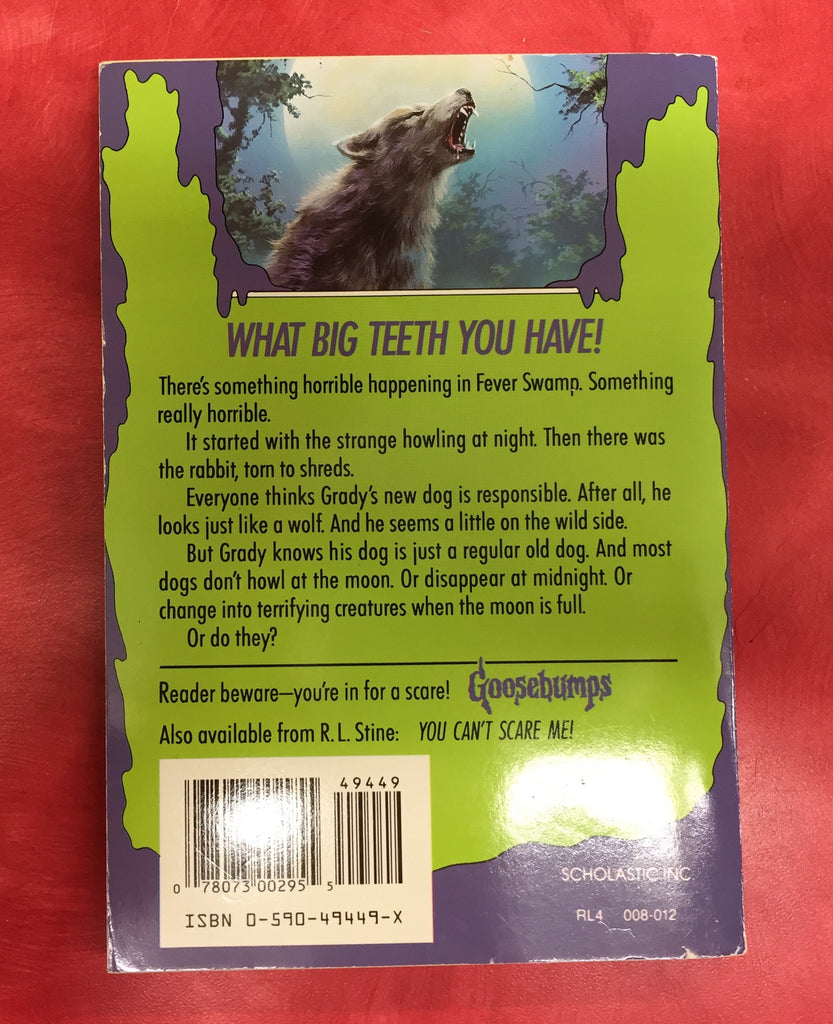 WHAT BIG TEETH YOU HAVE!
There's something horrible happening in Fever Swamp. Something
really horrible.
It started with the strange howling at night. Then there was
the rabbit, torn to shreds.
Everyone thinks Grady's new dog is responsible. After all, he
looks just like a wolf. And he seems a little on the wild side.
But Grady knows his dog is just a regular old dog. And most
dogs don't howl at the moon. Or disappear at midnight. Or
change into terrifying creatures when the moon is full.
Or do they?
Reader beware—you're in for a scare! Goosebumps
Also available from R.L. Stine: YOU CAN'T SCARE ME!
49449
0 78073 00295 5
ISBN 0-590-49449-X
SCHOLASTIC INC
RL4 008-012